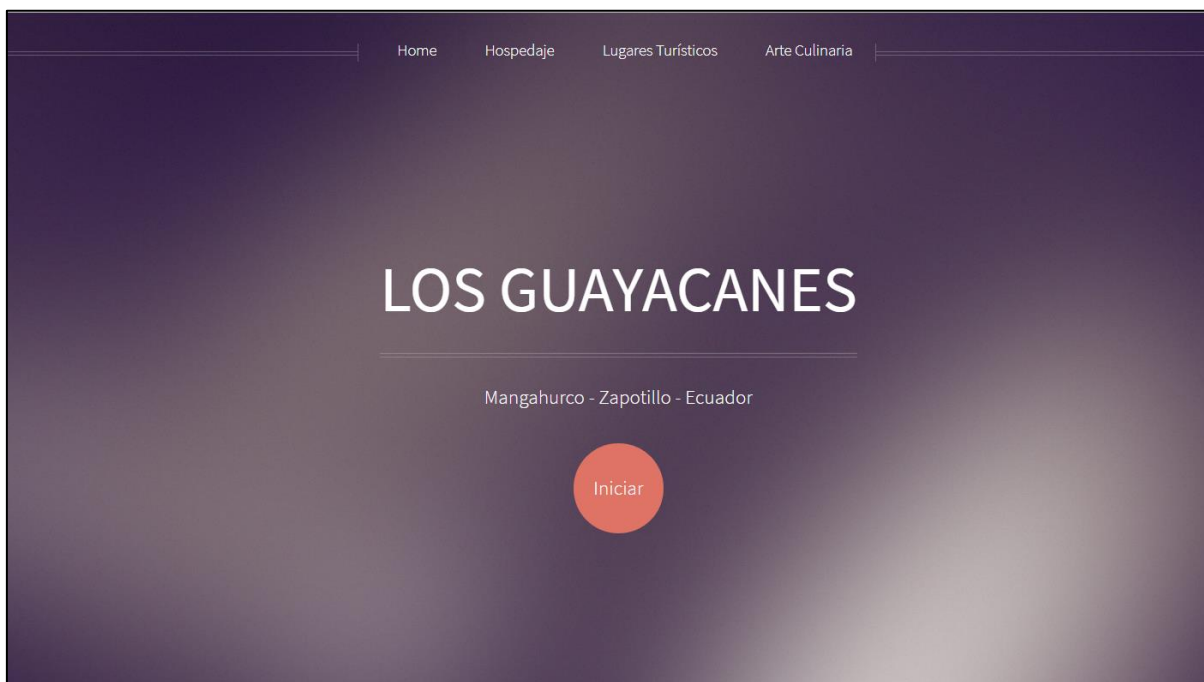 Home Hospedaje Lugares Turísticos Arte Culinaria
LOS GUAYACANES
Mangahurco - Zapotillo - Ecuador
Iniciar